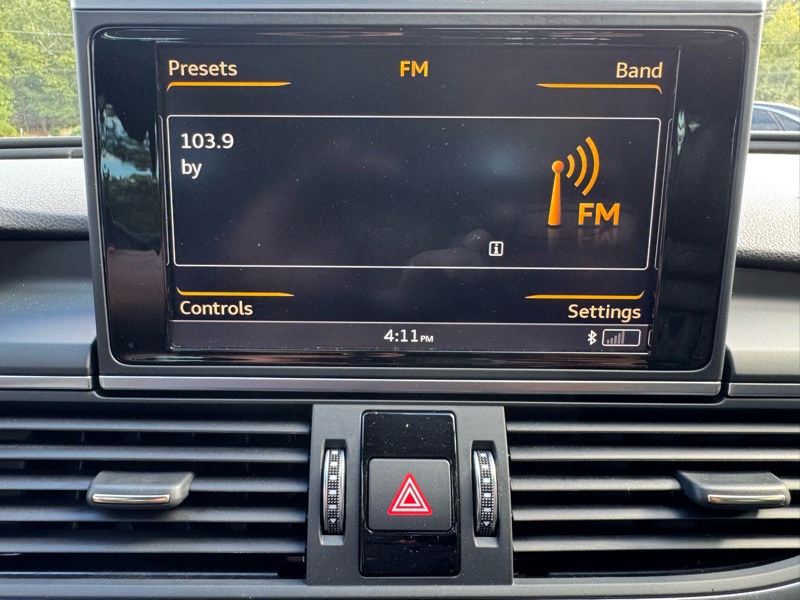 Presets FM Band
103.9
by
FM
i
Controls Settings
4:11PM